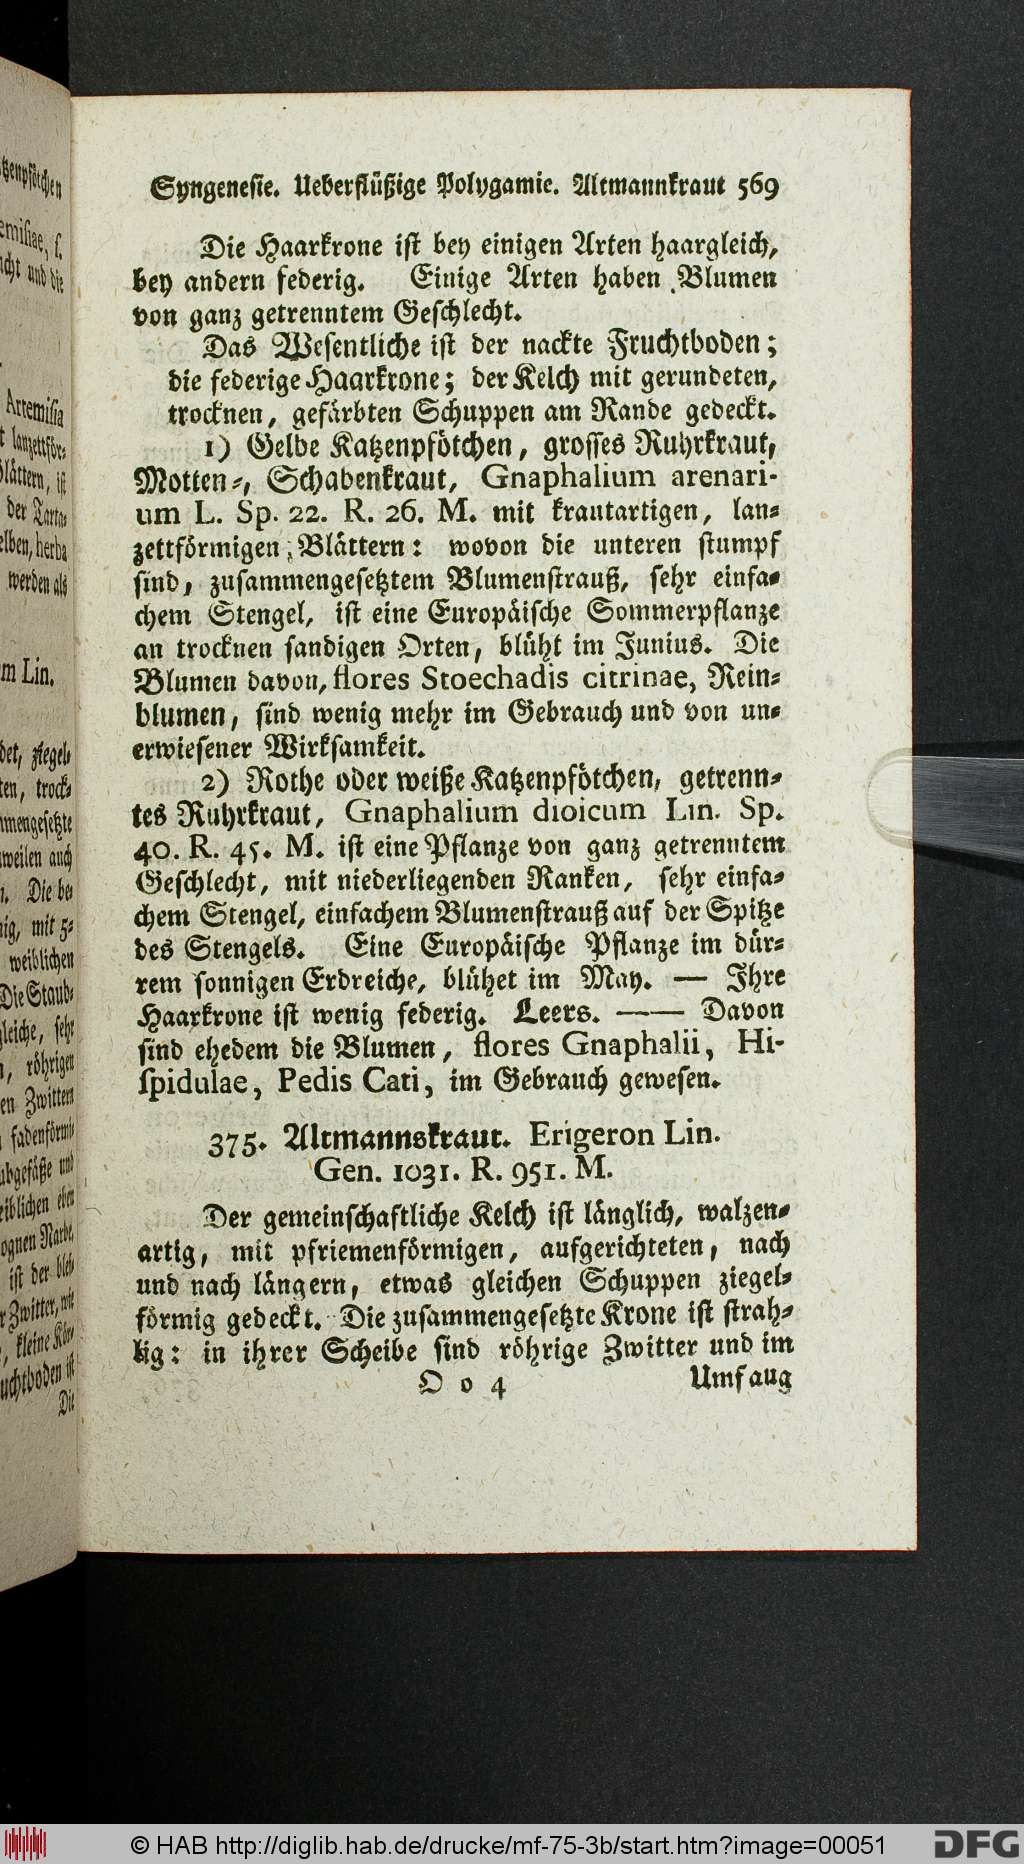 Syngenesie. Ueberflüßige Polygamie. Altmannkraut 569
Die Haarkrone ist bey einigen Arten haargleich,
bey andern federig. Einige Arten haben Blumen
von ganz getrenntem Geschlecht.
Das Wesentliche ist der nackte Fruchtboden;
die federige Haarkrone; der Kelch mit gerundeten,
trocknen, gefärbten Schuppen am Rande gedeckt.
1) Gelbe Katzenpfötchen, grosses Ruhrkraut,
Motten-, Schabenkraut, Gnaphalium arenari-
um L. Sp. 22. R. 26. M. mit krautartigen, lan-
zettförmigen Blättern: wovon die unteren stumpf
sind, zusammengesetztem Blumenstrauß, sehr einfa-
chem Stengel, ist eine Europäische Sommerpflanze
an trocknen sandigen Orten, blüht im Junius. Die
Blumen davon, flores Stoechadis citrinae, Rein-
blumen, sind wenig mehr im Gebrauch und von un-
erwiesener Wirksamkeit.
2) Rothe oder weiße Katzenpfötchen, getrenn-
tes Ruhrkraut, Gnaphalium dioicum Lin. Sp.
40. R. 45. M. ist eine Pflanze von ganz getrenntem
Geschlecht, mit niederliegenden Ranken, sehr einfa-
chem Stengel, einfachem Blumenstrauß auf der Spitze
des Stengels. Eine Europäische Pflanze im dür-
rem sonnigen Erdreiche, blühet im May. — Ihre
Haarkrone ist wenig federig. Leers. —— Davon
sind ehedem die Blumen, flores Gnaphalii, Hi-
spidulae, Pedis Cati, im Gebrauch gewesen.
375. Altmannskraut. Erigeron Lin.
Gen. 1031. R. 951. M.
Der gemeinschaftliche Kelch ist länglich, walzen-
artig, mit pfriemenförmigen, aufgerichteten, nach
und nach längern, etwas gleichen Schuppen ziegel-
förmig gedeckt. Die zusammengesetzte Krone ist strah-
lig: in ihrer Scheibe sind röhrige Zwitter und im
O o 4 Umfang
© HAB http://diglib.hab.de/drucke/mf-75-3b/start.htm?image=00051
DFG